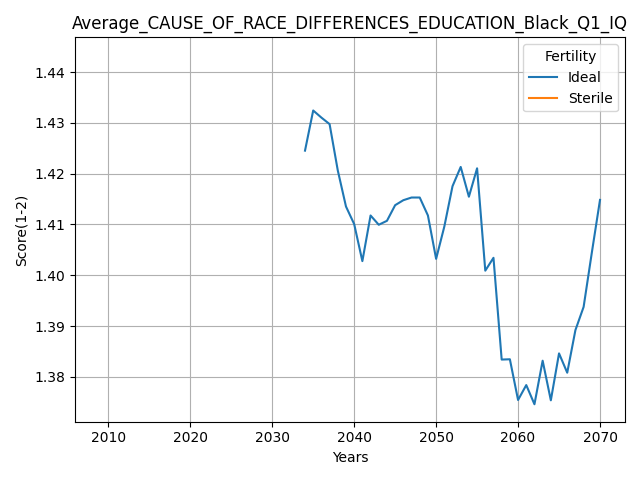 Average_CAUSE_OF_RACE_DIFFERENCES_EDUCATION_Black_Q1_IQ
Fertility
Ideal
Sterile
1.44
1.43
1.42
1.41
1.40
1.39
1.38
Score(1-2)
2010 2020 2030 2040 2050 2060 2070
Years